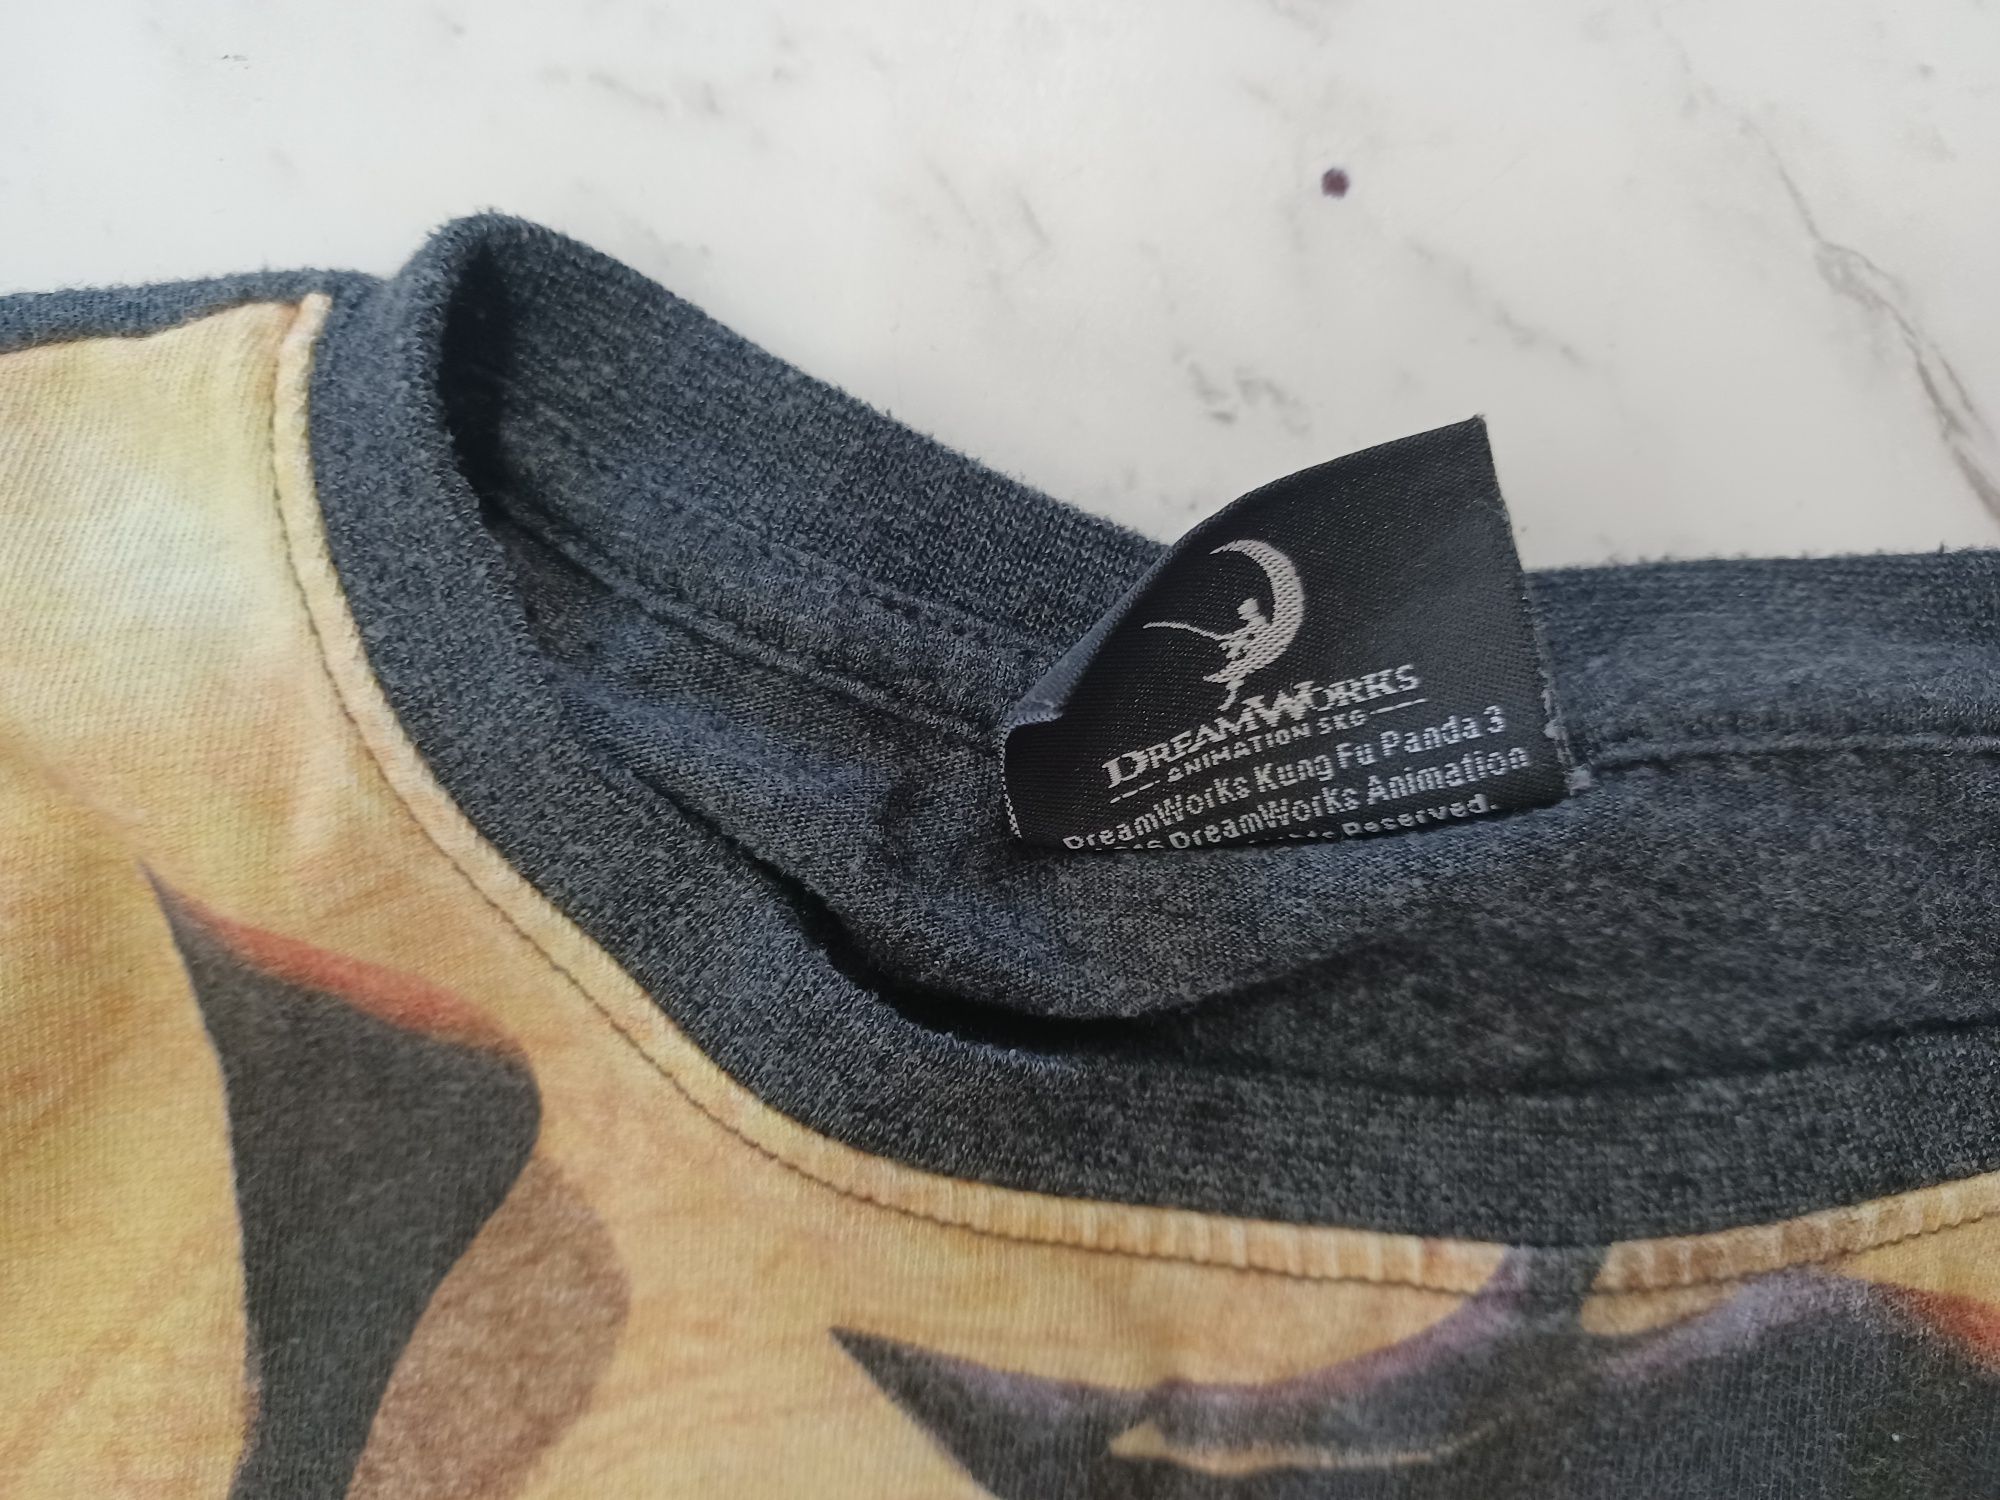 DREAMWORKS
ANIMATION SKG
DreamWorks Kung Fu Panda 3
DreamWorks Animation
Reserved.